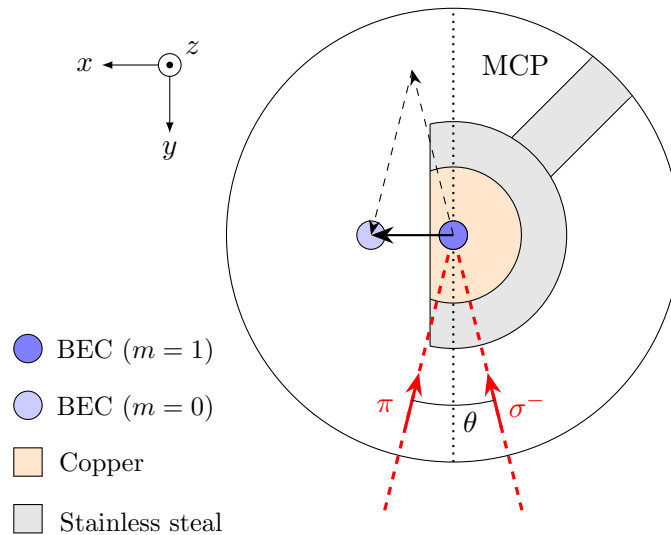 z
x
y
MCP
BEC (m = 1)
BEC (m = 0)
Copper
Stainless steal
π
σ⁻
θ